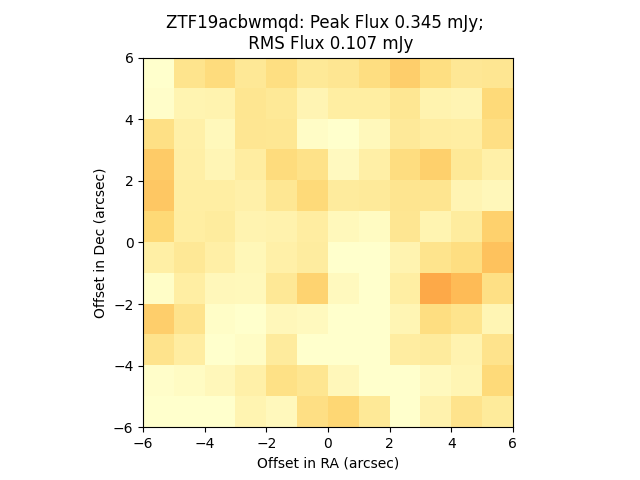 ZTF19acbwmqd: Peak Flux 0.345 mJy;
RMS Flux 0.107 mJy
6
4
2
0
−2
−4
−6
Offset in Dec (arcsec)
−6 −4 −2 0 2 4 6
Offset in RA (arcsec)